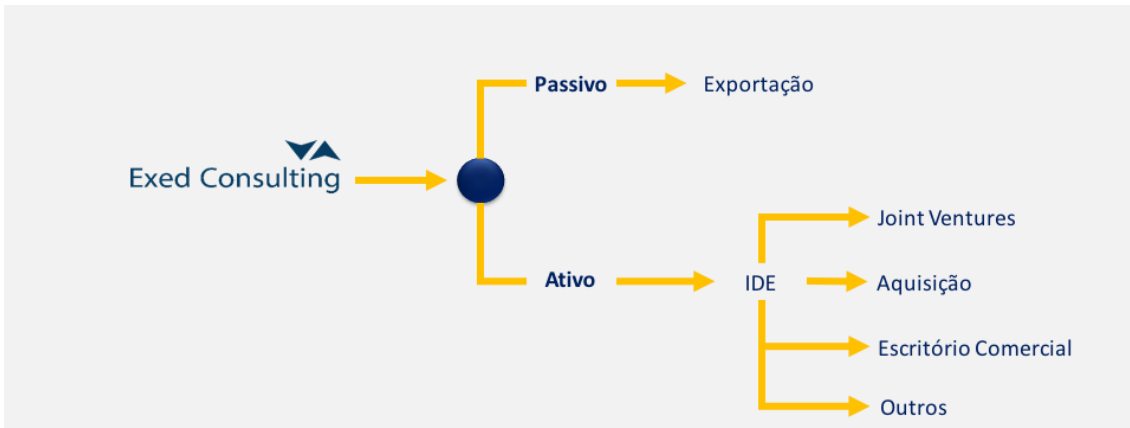 Passivo
Exportação
Exed Consulting
Joint Ventures
Ativo
IDE
Aquisição
Escritório Comercial
Outros